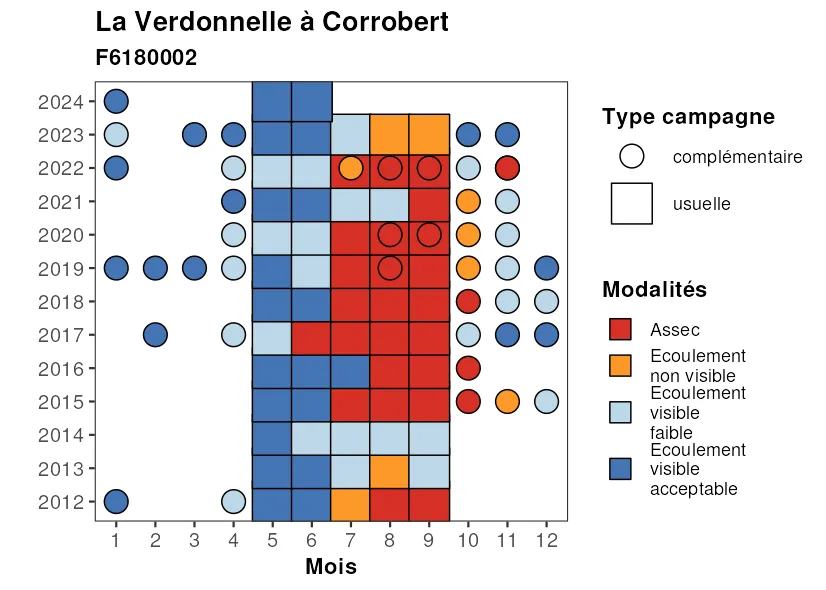 La Verdonnelle à Corrobert
F6180002
2024
2023
2022
2021
2020
2019
2018
2017
2016
2015
2014
2013
2012
1 2 3 4 5 6 7 8 9 10 11 12
Mois
Type campagne
complémentaire
usuelle
Modalités
Assec
Ecoulement
non visible
Ecoulement
visible
faible
Ecoulement
visible
acceptable